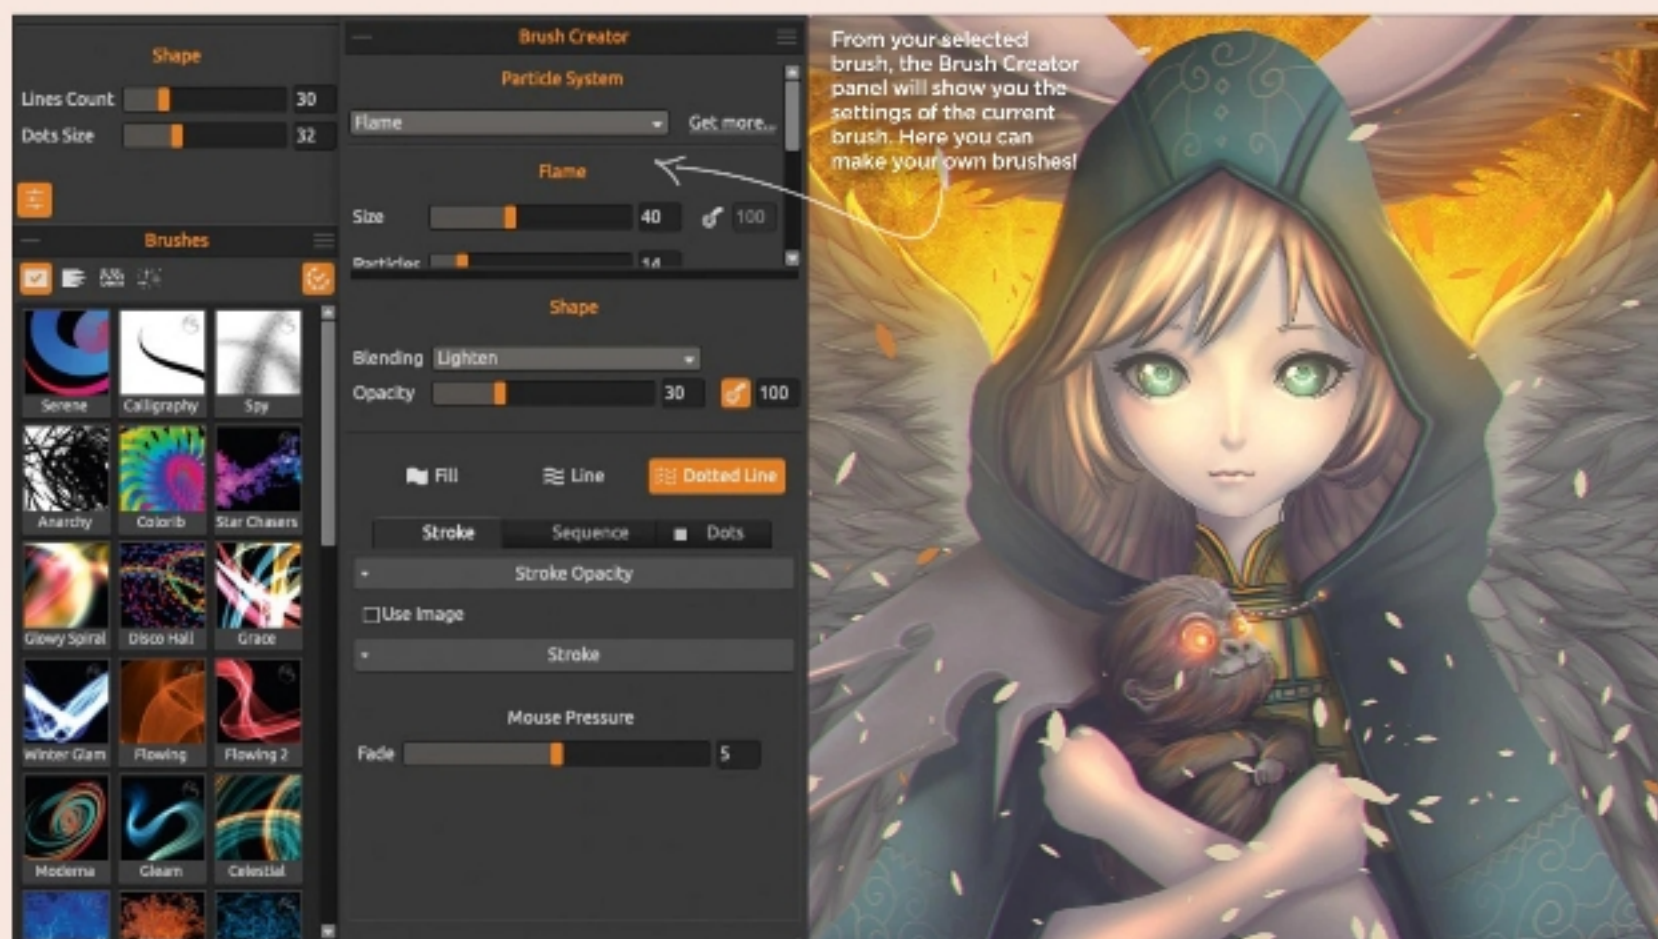 Shape
Lines Count 30
Dots Size 32
Brushes
Serene Calligraphy Spy
Anarchy Colorib Star Chasers
Glowy Spiral Disco Hall Grace
Winter Glam Flowing Flowing 2
Moderna Gleam Celestial
Brush Creator
Particle System
Flame Get more...
Flame
Size 40 100
Particles 14
Shape
Blending Lighten
Opacity 30 100
Fill Line Dotted Line
Stroke Sequence Dots
Stroke Opacity
Use Image
Stroke
Mouse Pressure
Fade 5
From your selected
brush, the Brush Creator
panel will show you the
settings of the current
brush. Here you can
make your own brushes!